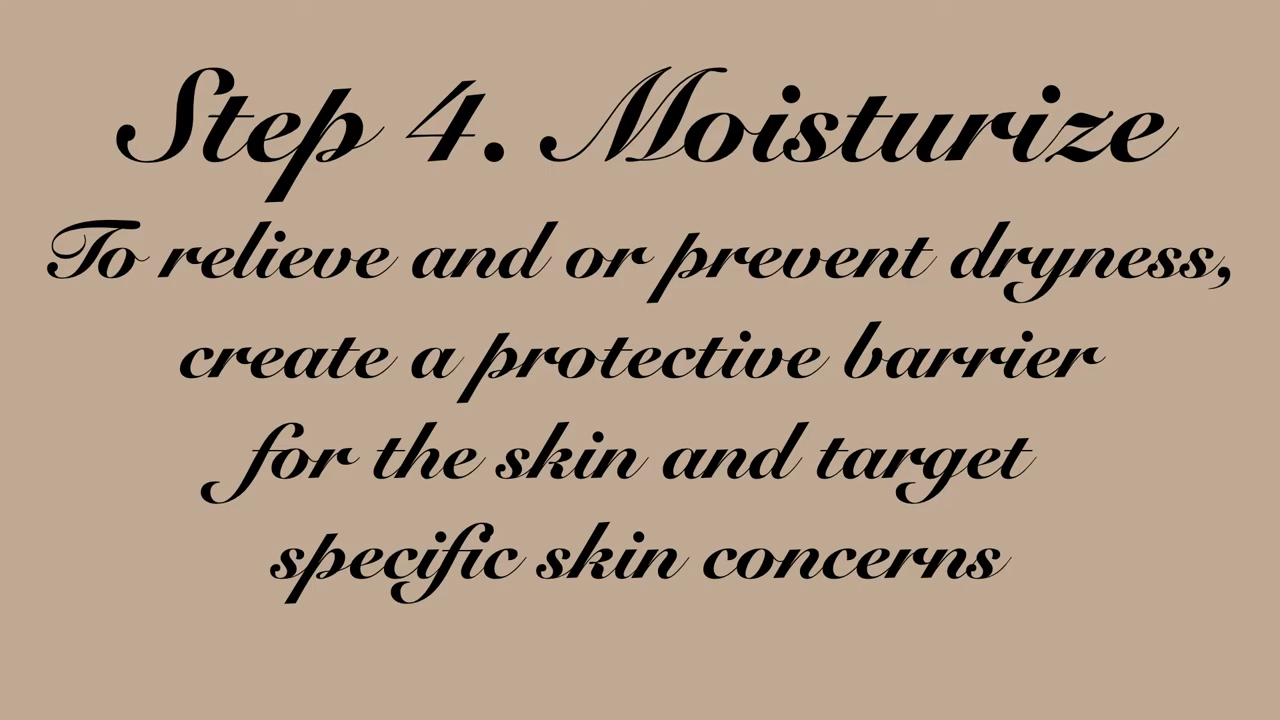 Step 4. Moisturize
To relieve and or prevent dryness,
create a protective barrier
for the skin and target
specific skin concerns